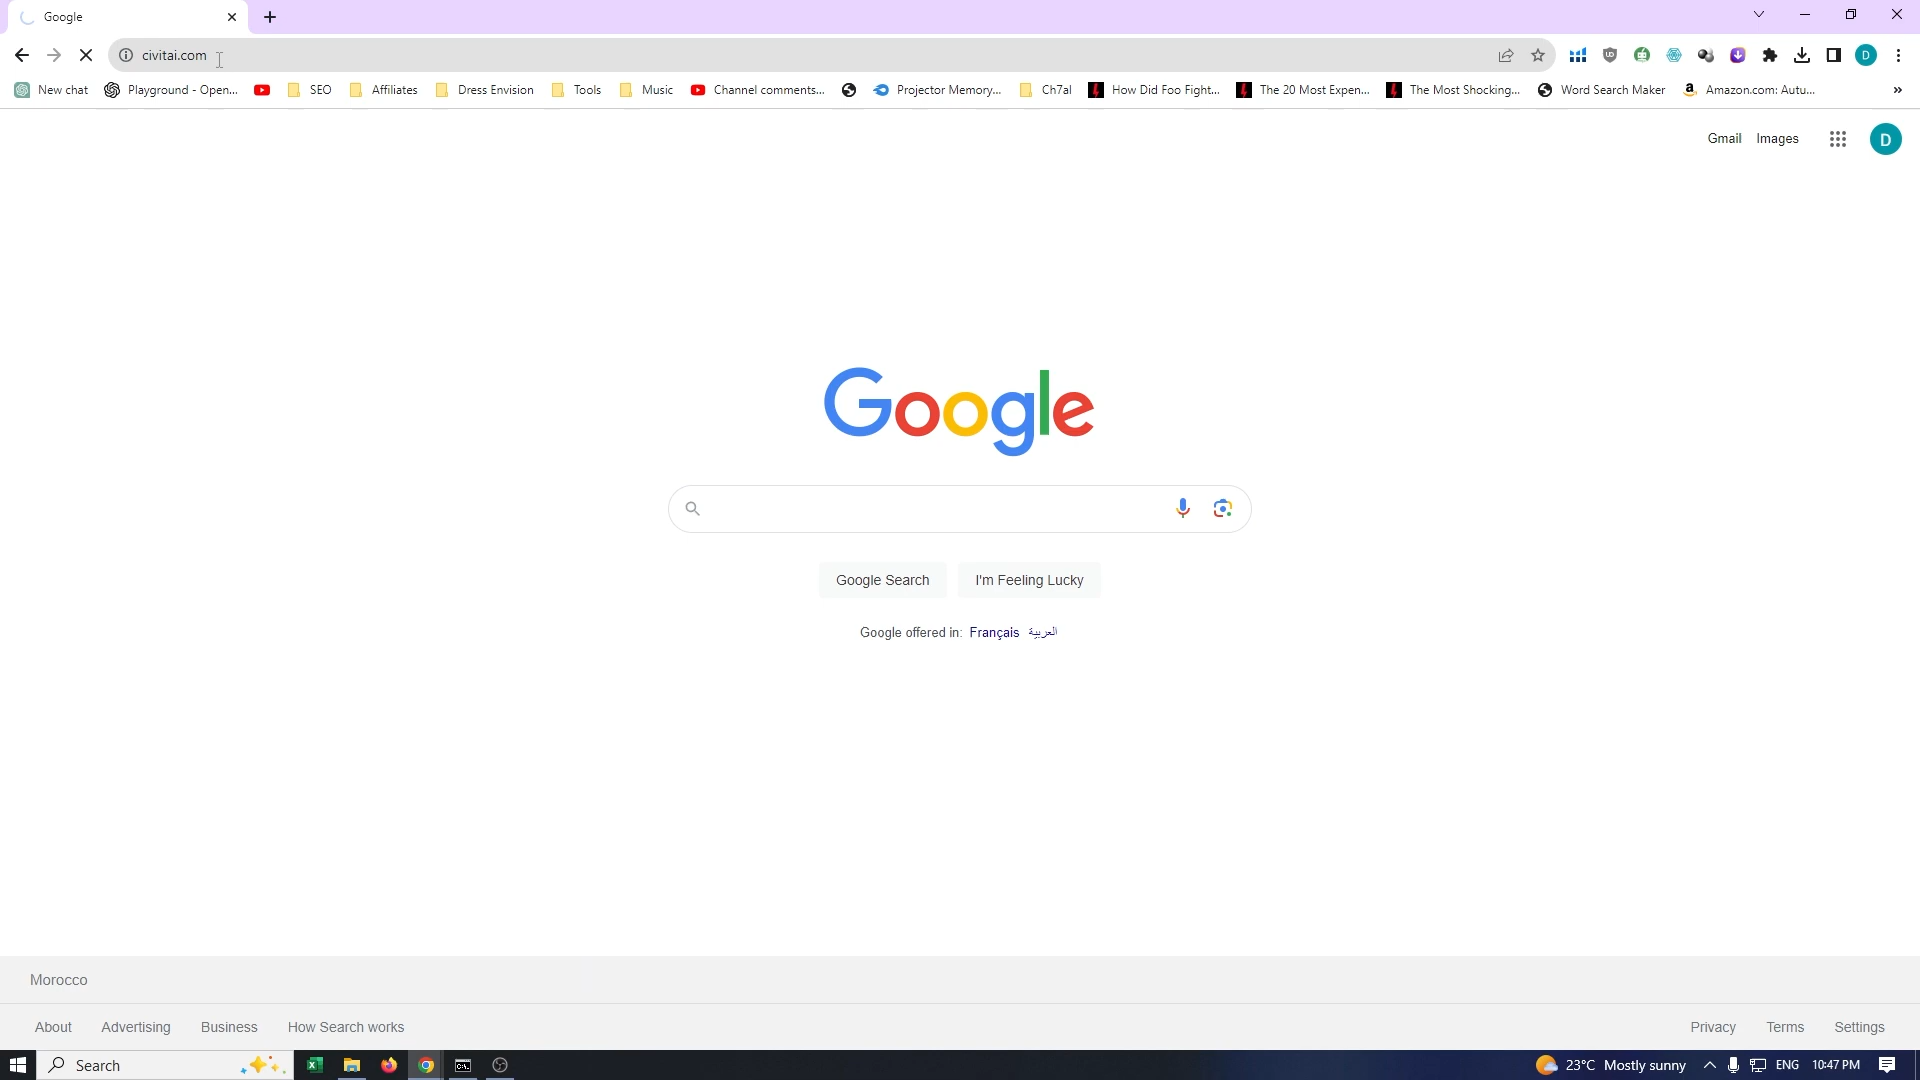 Google
civitai.com
New chat Playground - Open... SEO Affiliates Dress Envision Tools Music Channel comments... Projector Memory... Ch7al How Did Foo Fight... The 20 Most Expen... The Most Shocking... Word Search Maker Amazon.com: Autu... »
Gmail Images D
Google
Google Search I'm Feeling Lucky
Google offered in: Français العربية
Morocco
About Advertising Business How Search works Privacy Terms Settings
Search 23°C Mostly sunny ENG 10:47 PM